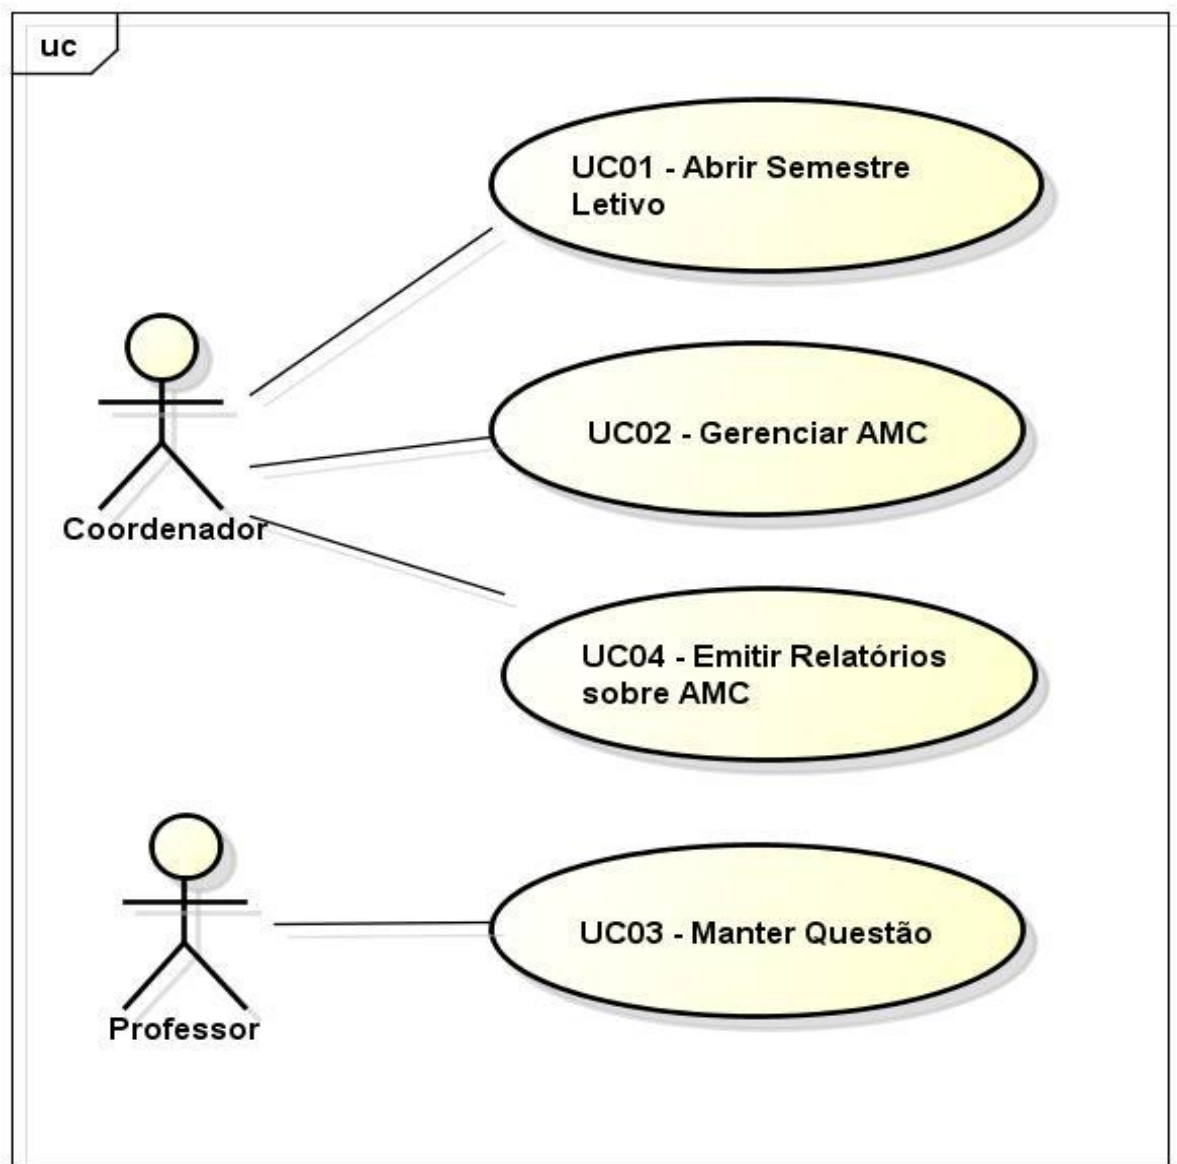 uc
UC01 - Abrir Semestre
Letivo
UC02 - Gerenciar AMC
Coordenador
UC04 - Emitir Relatórios
sobre AMC
UC03 - Manter Questão
Professor